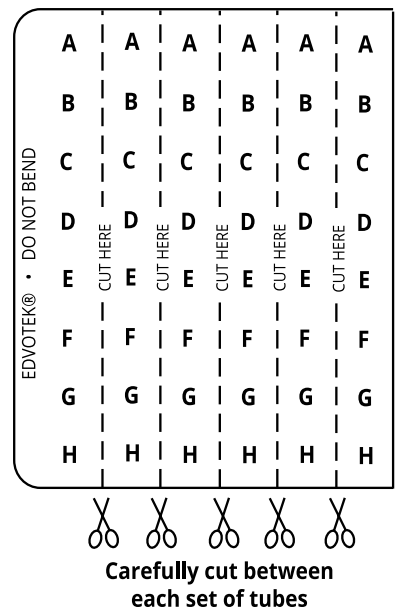 A A A A A A
B B B B B B
C C C C C C
D D D D D D
E E E E E E
F F F F F F
G G G G G G
H H H H H H
EDVOTEK® • DO NOT BEND
CUT HERE
CUT HERE
CUT HERE
CUT HERE
CUT HERE
Carefully cut between
each set of tubes